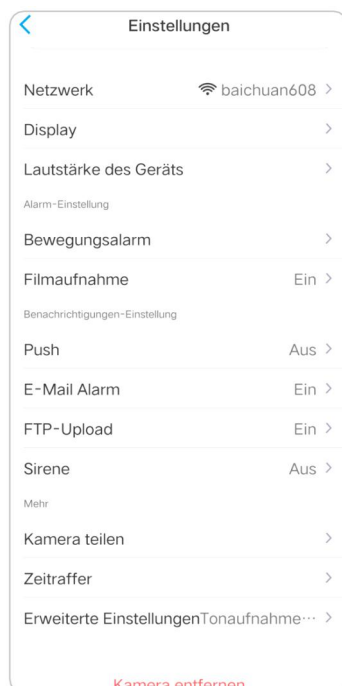 Einstellungen
Netzwerk baichuan608
Display
Lautstärke des Geräts
Alarm-Einstellung
Bewegungsalarm
Filmaufnahme Ein
Benachrichtigungen-Einstellung
Push Aus
E-Mail Alarm Ein
FTP-Upload Ein
Sirene Aus
Mehr
Kamera teilen
Zeitraffer
Erweiterte Einstellungen Tonaufnahme···
Kamera entfernen